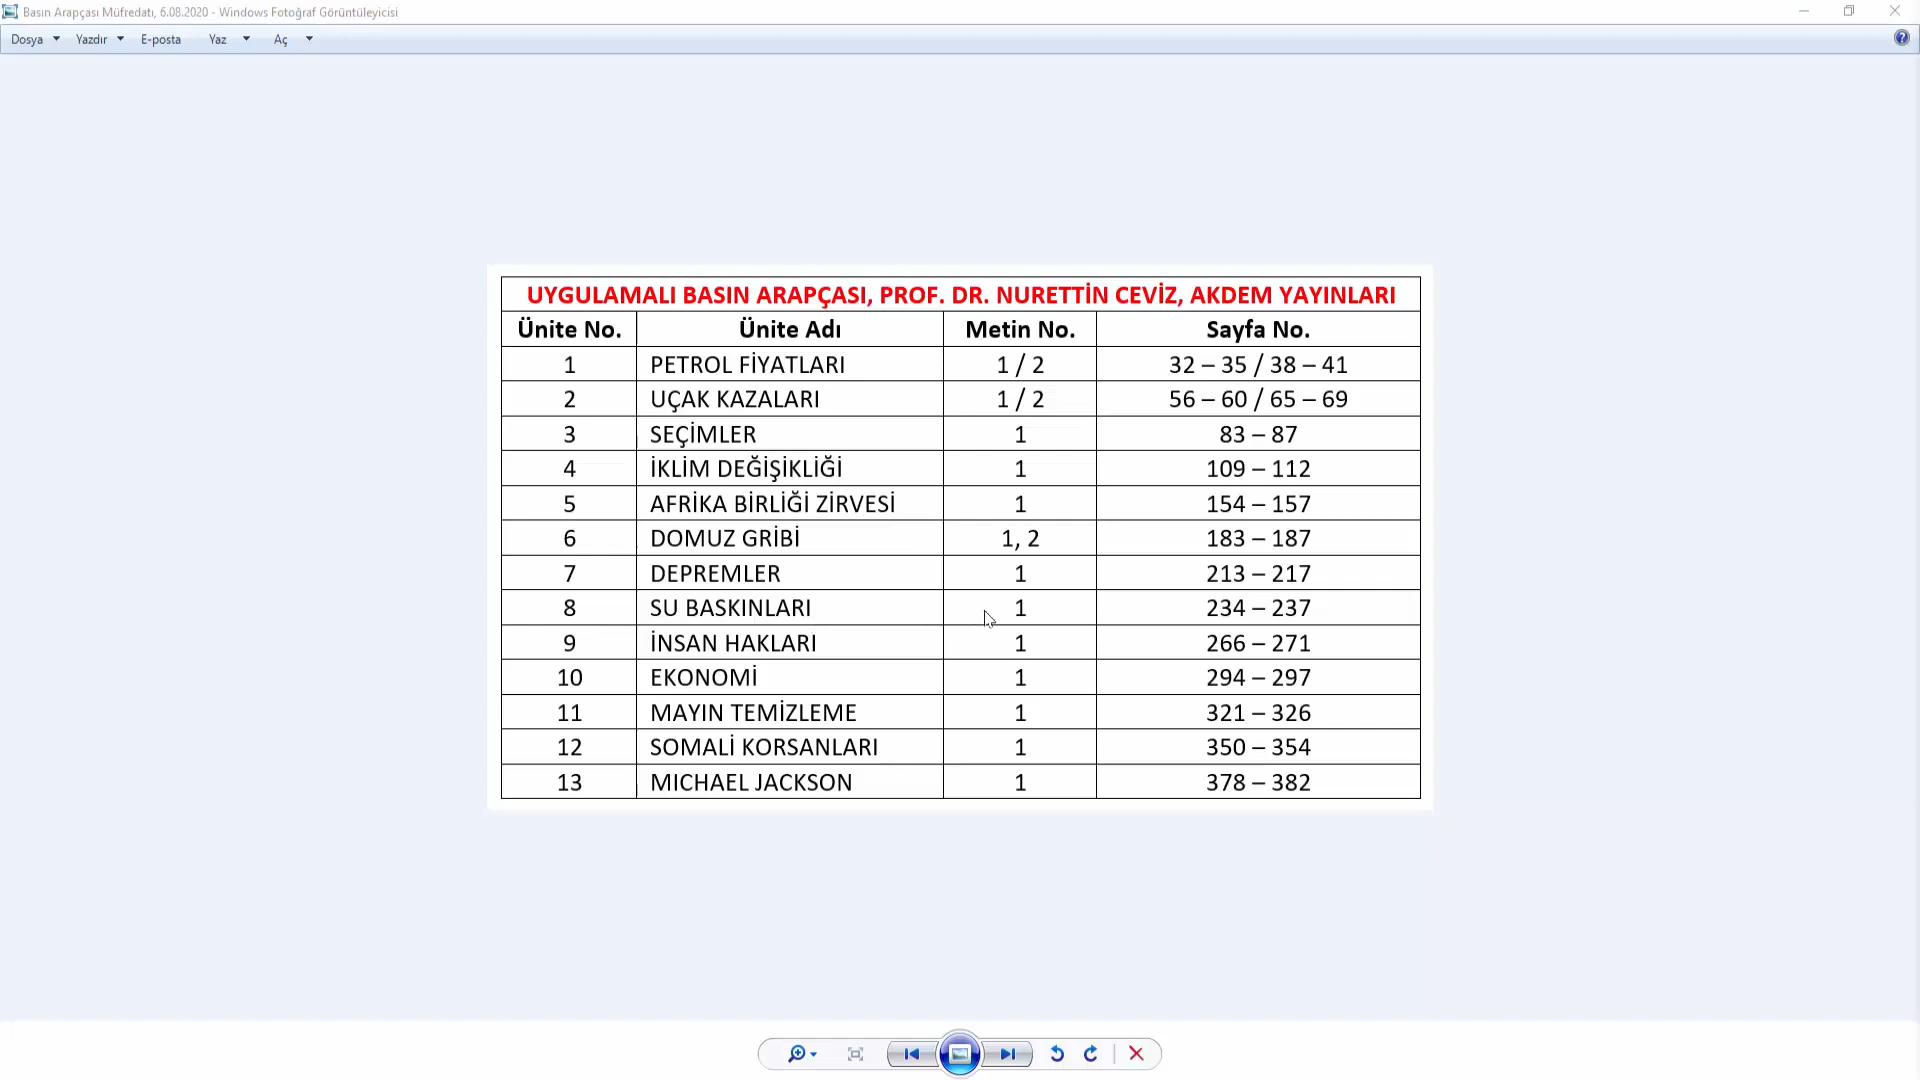 Basın Arapçası Müfredatı, 6.08.2020 - Windows Fotoğraf Görüntüleyicisi
Dosya Yazdır E-posta Yaz Aç
UYGULAMALI BASIN ARAPÇASI, PROF. DR. NURETTİN CEVİZ, AKDEM YAYINLARI
Ünite No. Ünite Adı Metin No. Sayfa No.
1 PETROL FİYATLARI 1 / 2 32 – 35 / 38 – 41
2 UÇAK KAZALARI 1 / 2 56 – 60 / 65 – 69
3 SEÇİMLER 1 83 – 87
4 İKLİM DEĞİŞİKLİĞİ 1 109 – 112
5 AFRİKA BİRLİĞİ ZİRVESİ 1 154 – 157
6 DOMUZ GRİBİ 1, 2 183 – 187
7 DEPREMLER 1 213 – 217
8 SU BASKINLARI 1 234 – 237
9 İNSAN HAKLARI 1 266 – 271
10 EKONOMİ 1 294 – 297
11 MAYIN TEMİZLEME 1 321 – 326
12 SOMALİ KORSANLARI 1 350 – 354
13 MICHAEL JACKSON 1 378 – 382